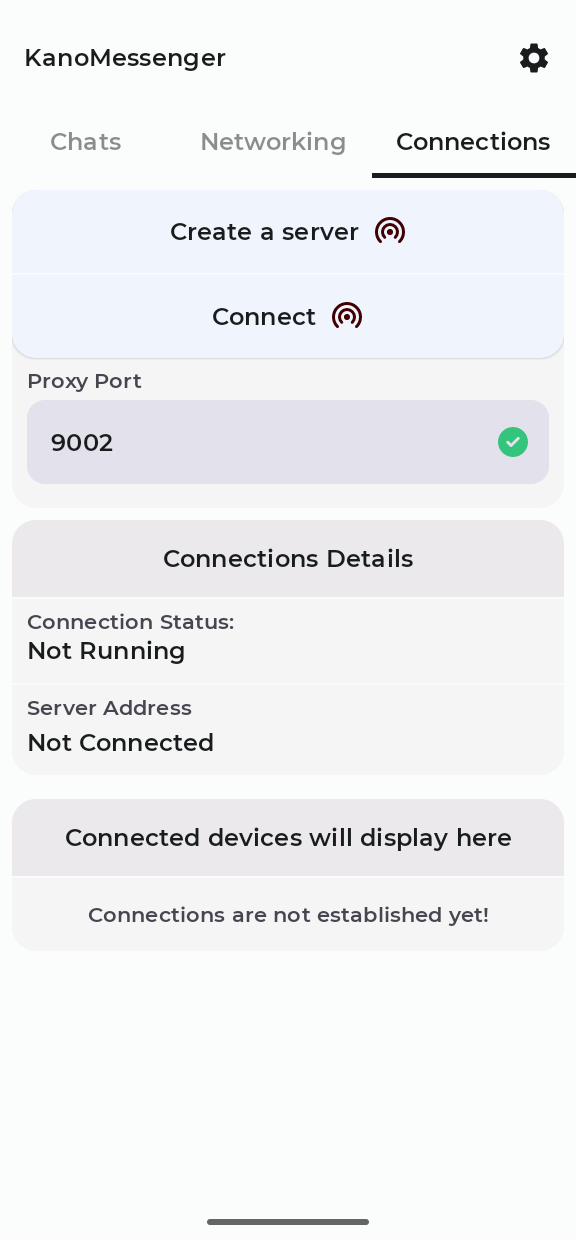 KanoMessenger
Chats Networking Connections
Create a server
Connect
Proxy Port
9002
Connections Details
Connection Status:
Not Running
Server Address
Not Connected
Connected devices will display here
Connections are not established yet!